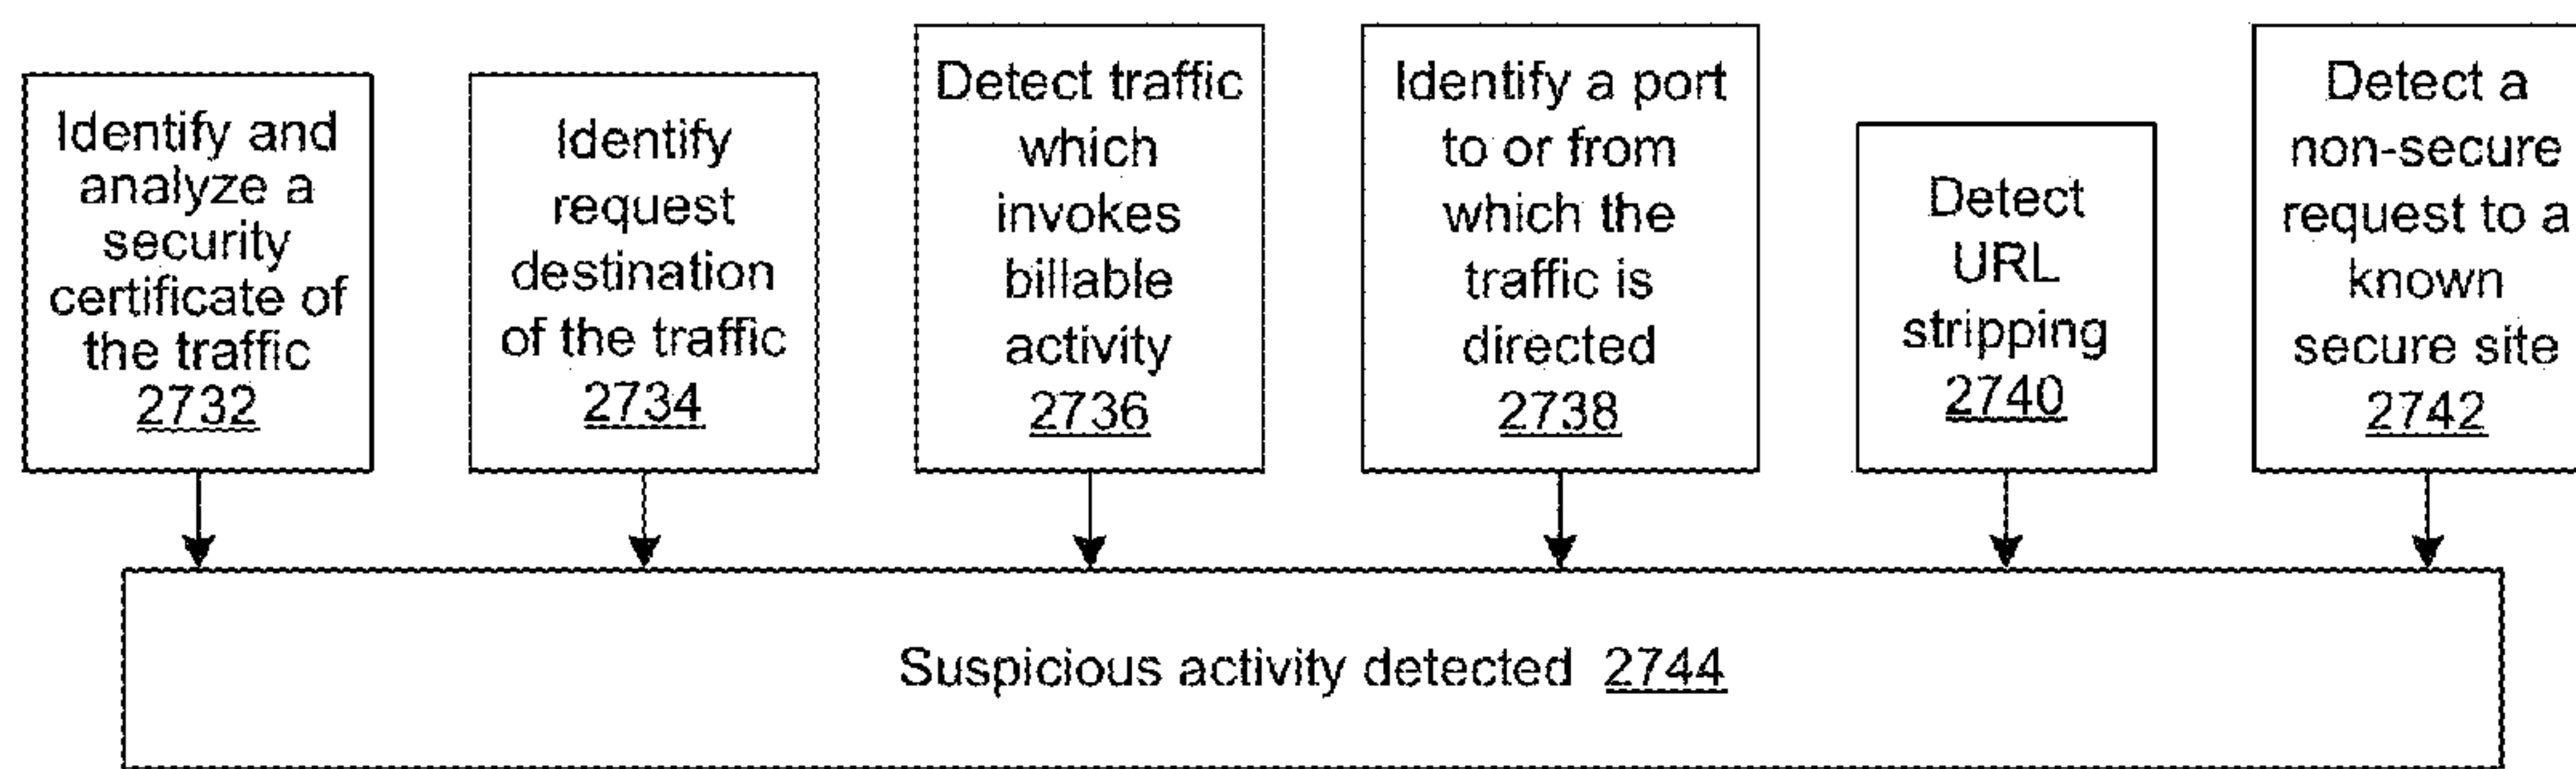 Identify and
analyze a
security
certificate of
the traffic
2732
Identify
request
destination
of the traffic
2734
Detect traffic
which
invokes
billable
activity
2736
Identify a port
to or from
which the
traffic is
directed
2738
Detect
URL
stripping
2740
Detect a
non-secure
request to a
known
secure site
2742
Suspicious activity detected 2744